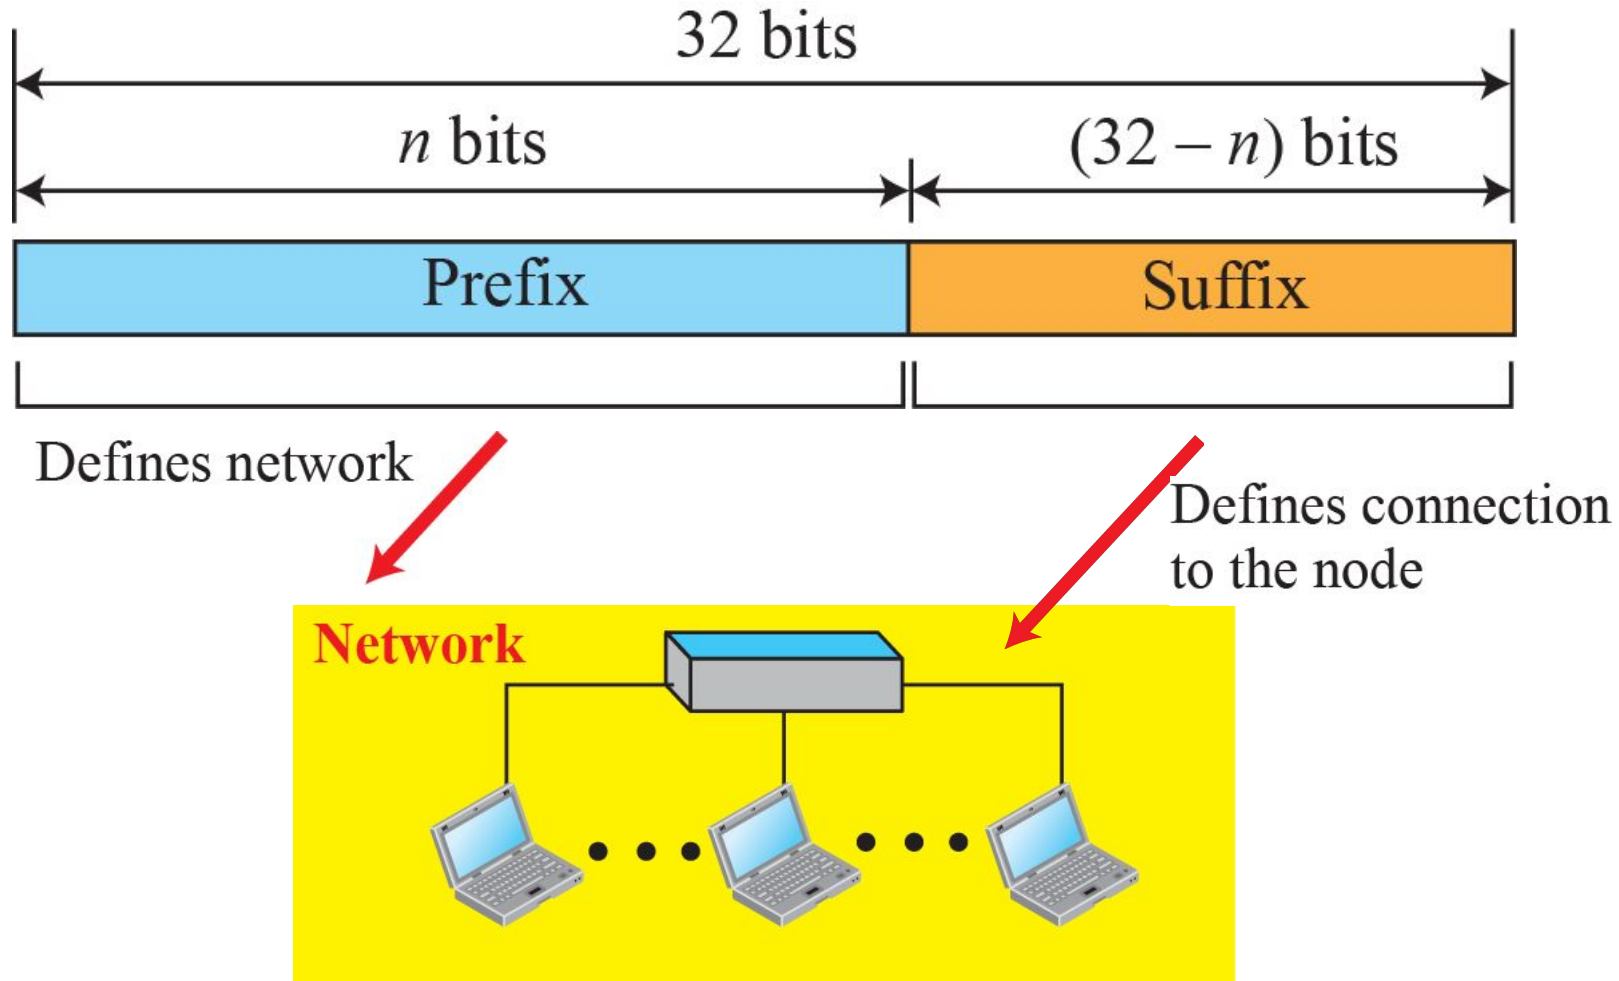 32 bits
n bits
(32 – n) bits
Prefix
Suffix
Defines network
Defines connection
to the node
Network